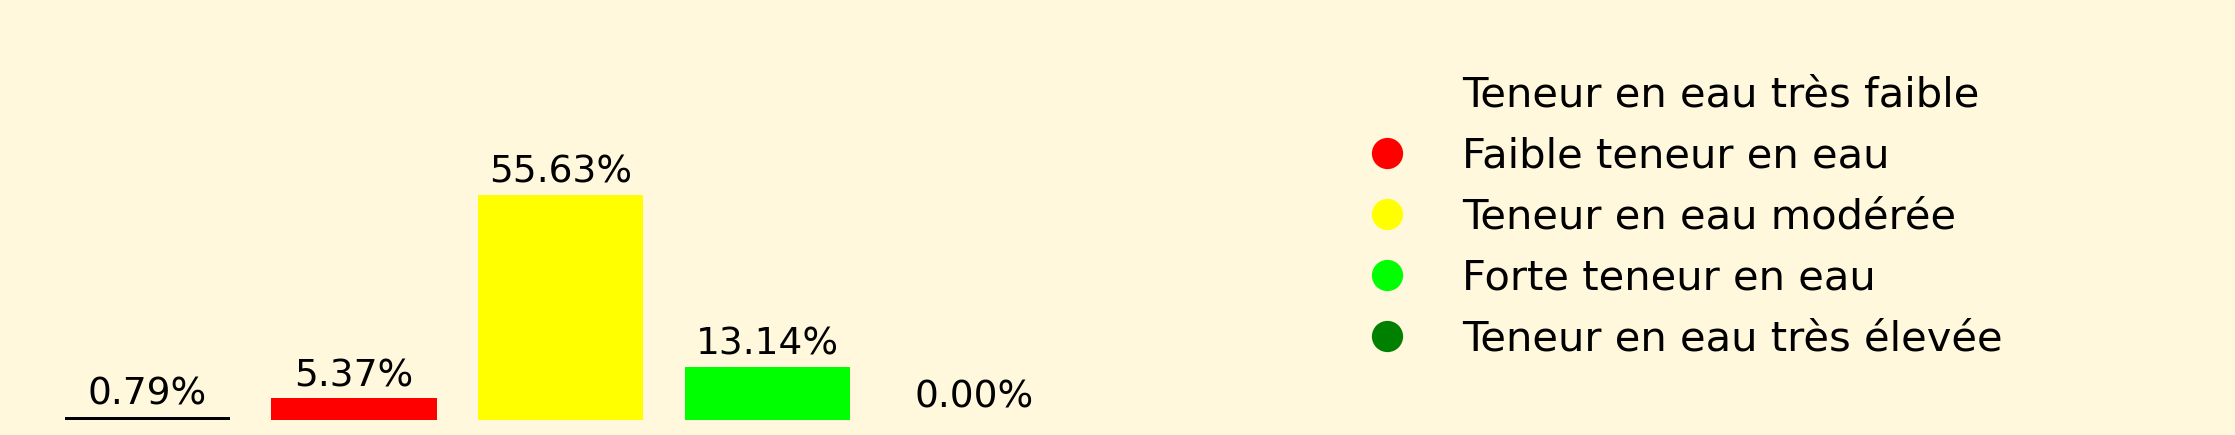 0.79%
5.37%
55.63%
13.14%
0.00%
Teneur en eau très faible
Faible teneur en eau
Teneur en eau modérée
Forte teneur en eau
Teneur en eau très élevée